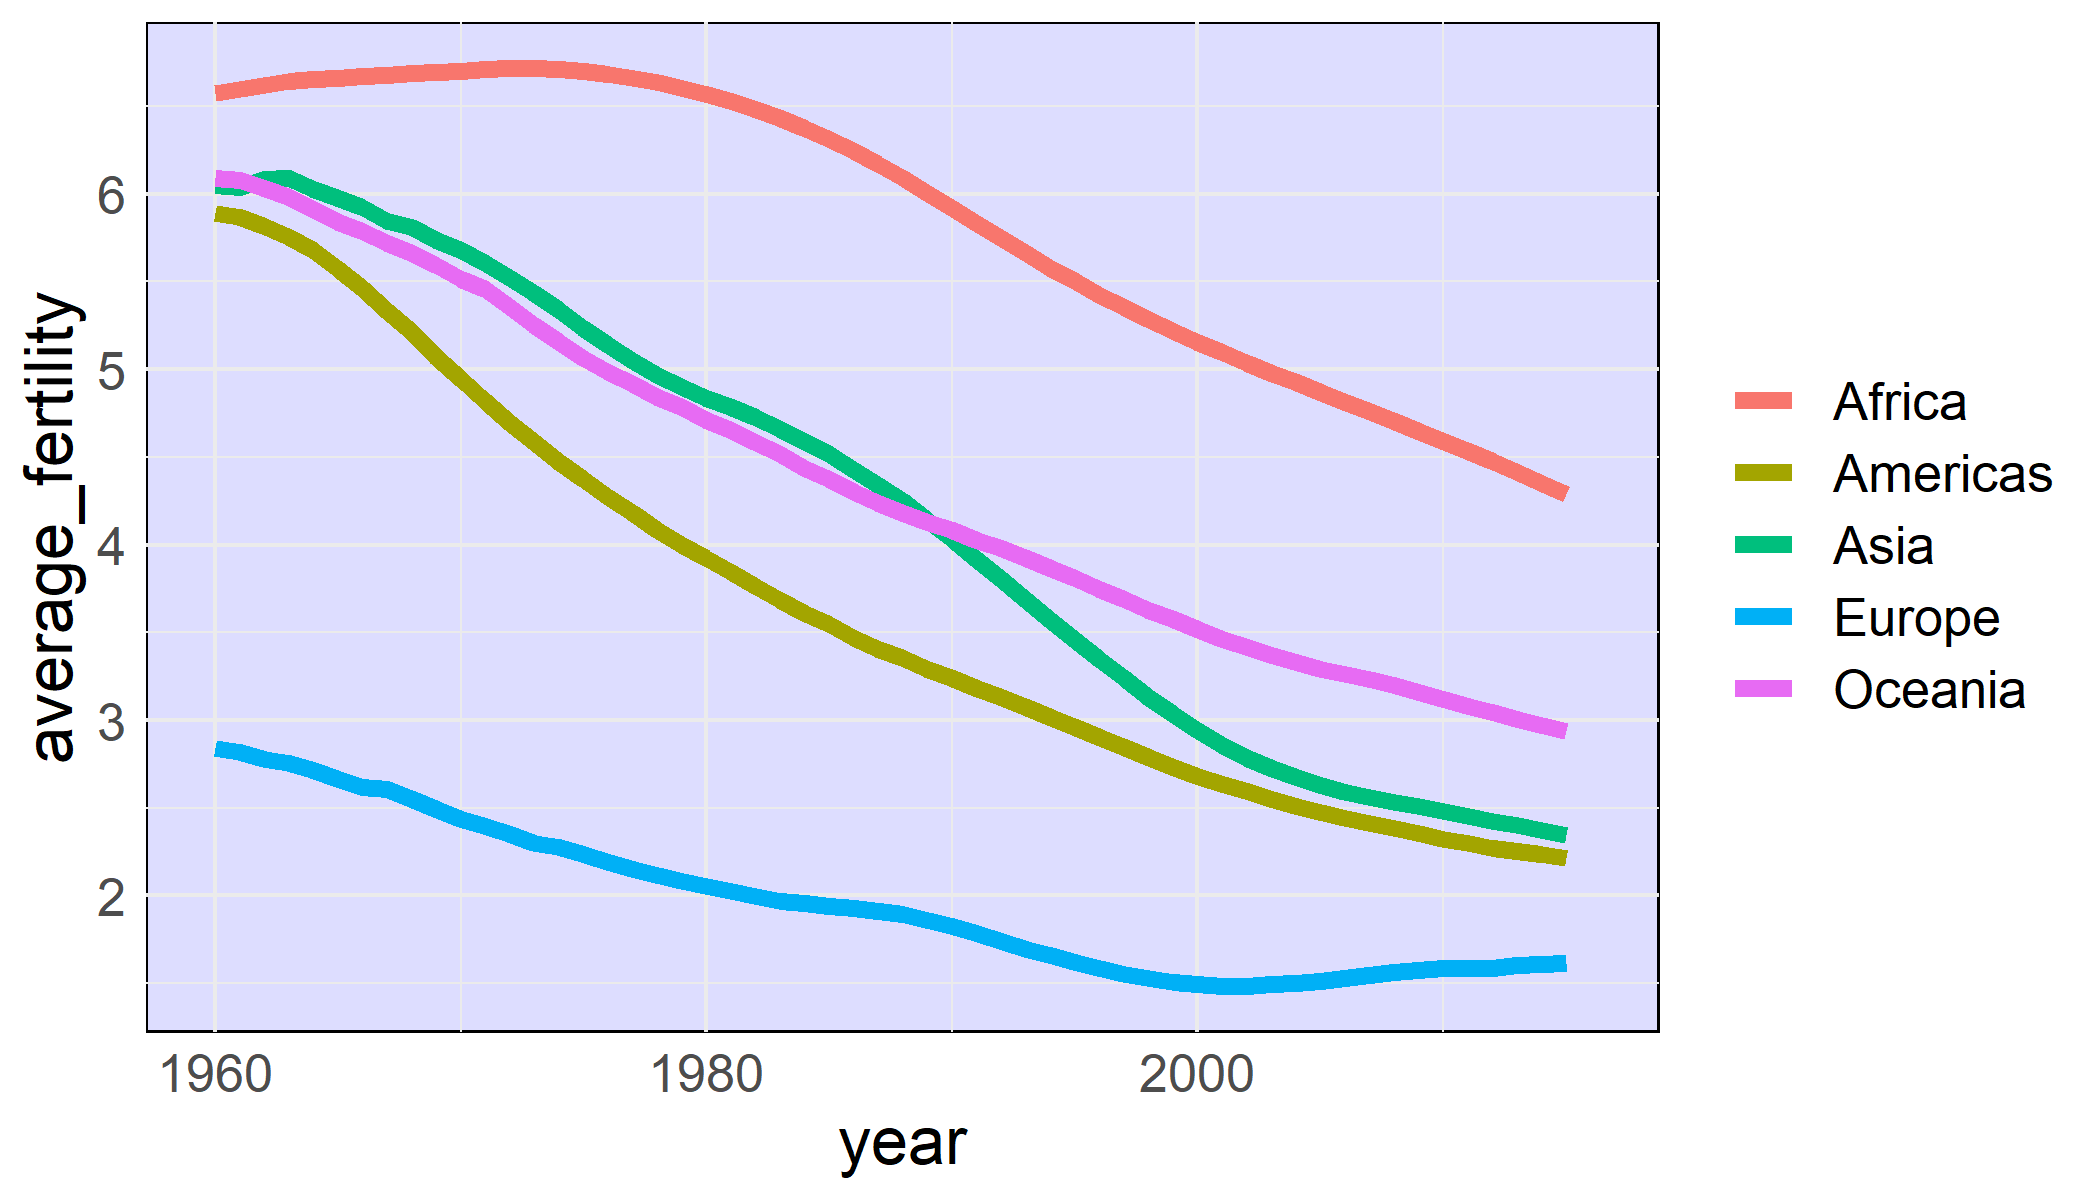 average_fertility
6
5
4
3
2
1960 1980 2000
year
Africa
Americas
Asia
Europe
Oceania